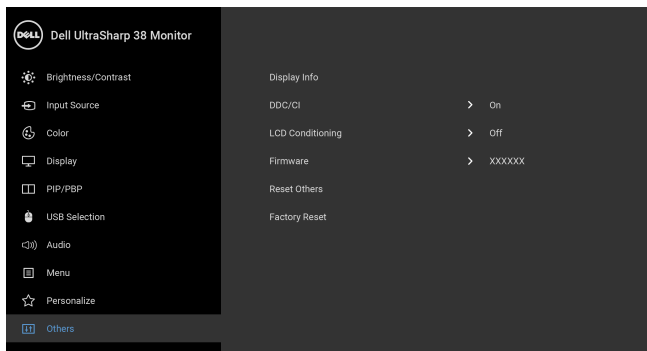 DELL Dell UltraSharp 38 Monitor
Brightness/Contrast
Input Source
Color
Display
PIP/PBP
USB Selection
Audio
Menu
Personalize
Others
Display Info
DDC/CI > On
LCD Conditioning > Off
Firmware > XXXXXX
Reset Others
Factory Reset